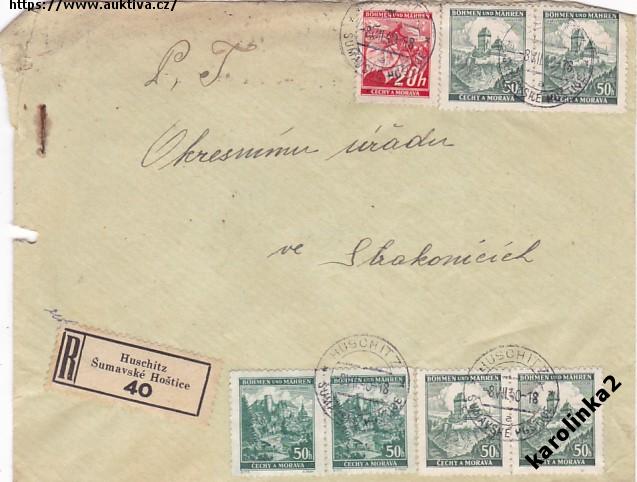 https://www.auktiva.cz/
BÖHMEN UND MÄHREN
ČECHY A MORAVA
BÖHMEN UND MÄHREN
50h
ČECHY A MORAVA
BÖHMEN UND MÄHREN
50h
ČECHY A MORAVA
P. T.
Okresnímu úřadu
ve Strakonicích
R
Huschitz
Šumavské Hoštice
40
HUSCHITZ
HUSCHITZ
BÖHMEN UND MÄHREN
50h
ČECHY A MORAVA
BÖHMEN UND MÄHREN
50h
ČECHY A MORAVA
BÖHMEN UND MÄHREN
50h
ČECHY A MORAVA
BÖHMEN UND MÄHREN
50h
ČECHY A MORAVA
karolinka2